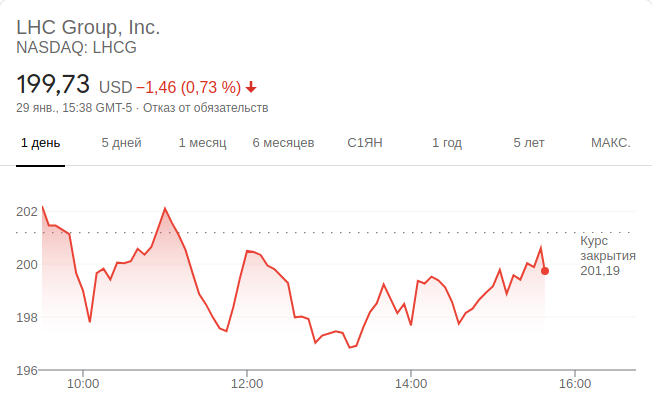 LHC Group, Inc.
NASDAQ: LHCG
199,73 USD −1,46 (0,73 %)
29 янв., 15:38 GMT-5 · Отказ от обязательств
1 день 5 дней 1 месяц 6 месяцев С1ЯН 1 год 5 лет МАКС.
202
Курс
закрытия
201,19
200
198
196
10:00 12:00 14:00 16:00